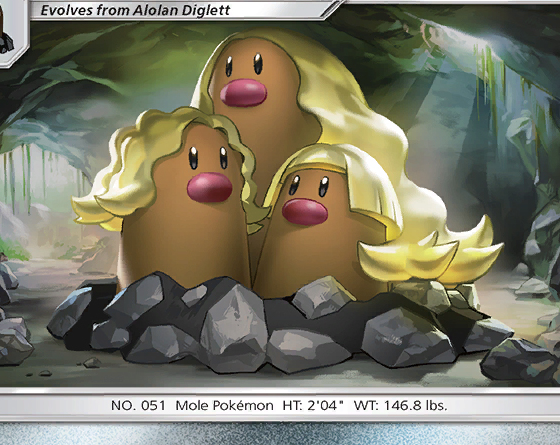 Evolves from Alolan Diglett
NO. 051 Mole Pokémon HT: 2'04" WT: 146.8 lbs.